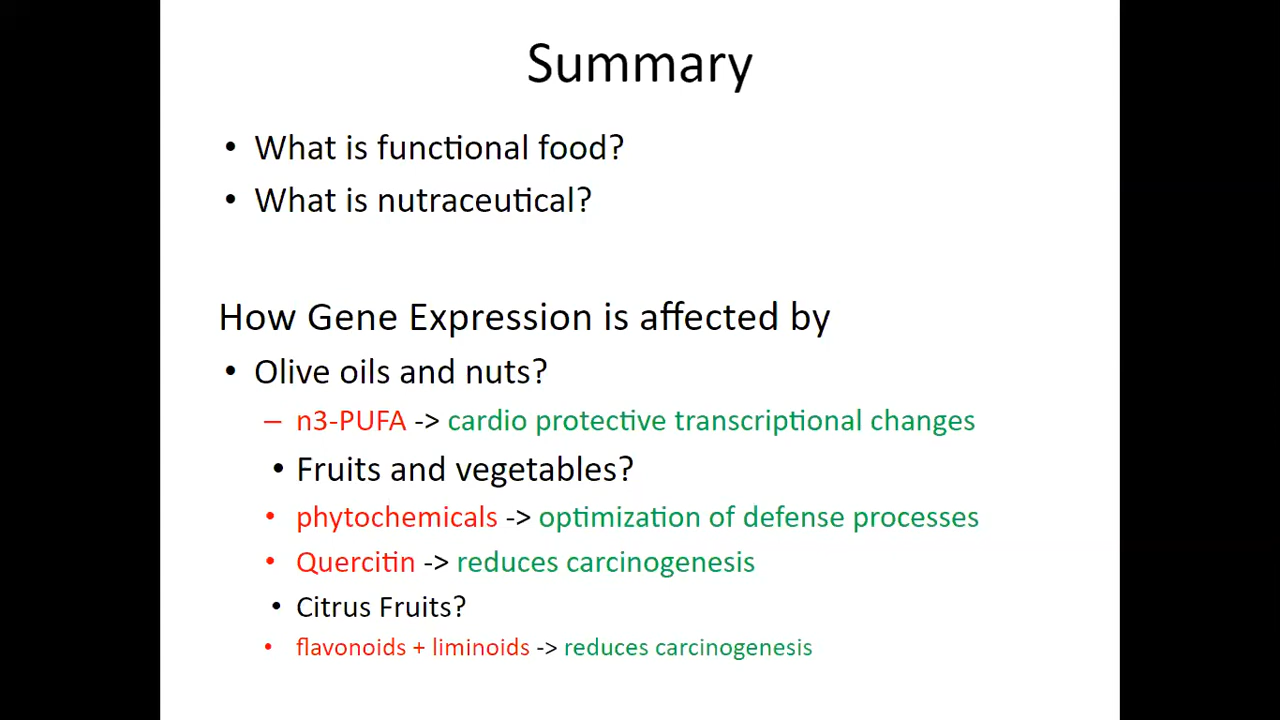 Summary
• What is functional food?
• What is nutraceutical?
How Gene Expression is affected by
• Olive oils and nuts?
– n3-PUFA -> cardio protective transcriptional changes
• Fruits and vegetables?
• phytochemicals -> optimization of defense processes
• Quercitin -> reduces carcinogenesis
• Citrus Fruits?
• flavonoids + liminoids -> reduces carcinogenesis